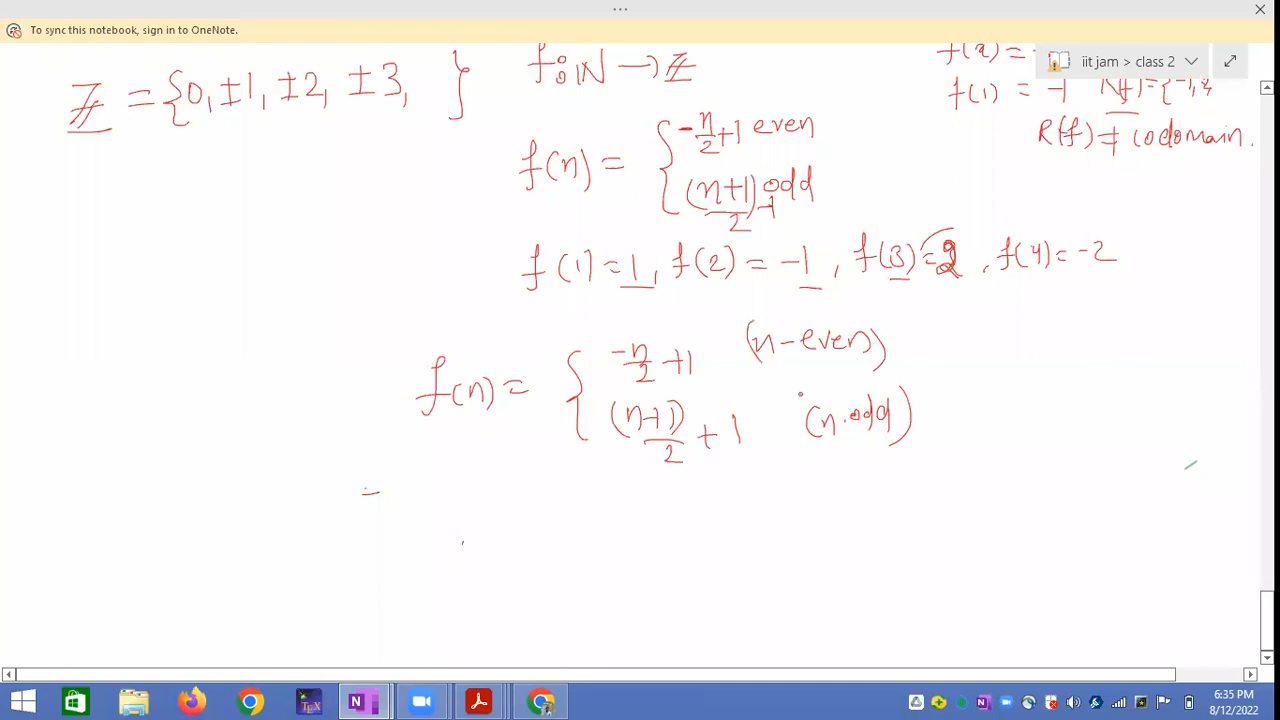 To sync this notebook, sign in to OneNote.
iit jam > class 2
ℤ = {0, ±1, ±2, ±3, }
f: ℕ → ℤ
f(n) = { -n/2 +1 even
(n+1)/2 -1 odd
f(1) = 1, f(2) = -1, f(3) = 2, f(4) = -2
f(n) = { -n/2 +1 (n-even)
(n+1)/2 + 1 (n.odd)
=
f(x) =
f(1) = -1
R(f) ≠ codomain.
6:35 PM
8/12/2022